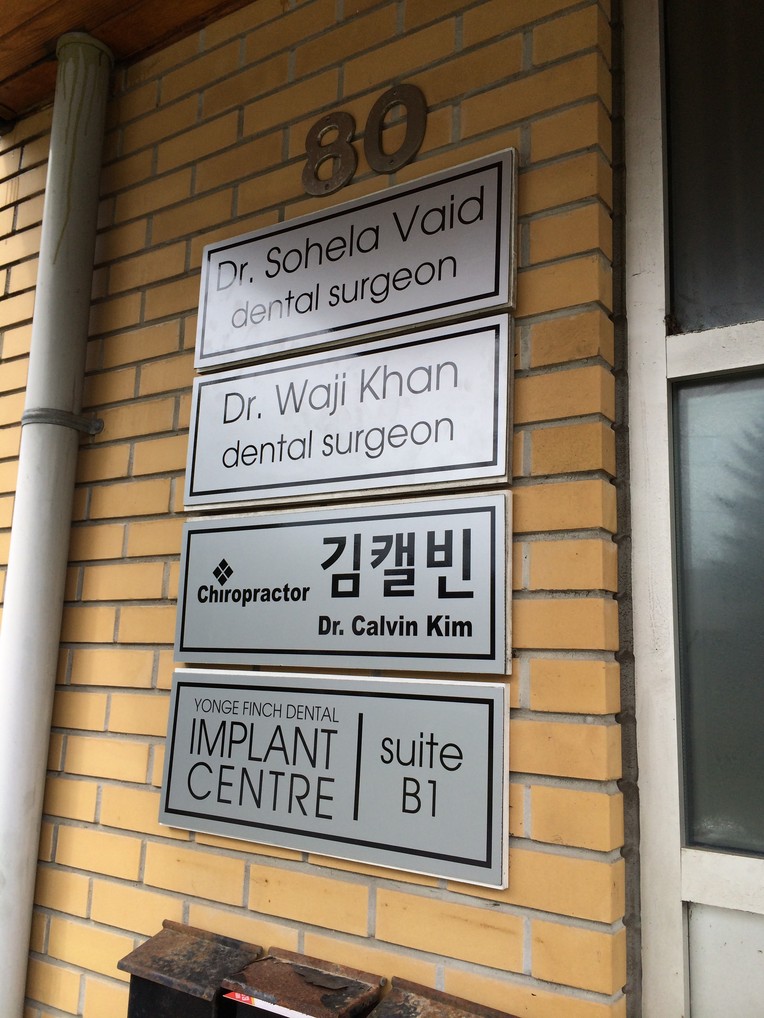 80
Dr. Sohela Vaid
dental surgeon
Dr. Waji Khan
dental surgeon
Chiropractor 김캘빈
Dr. Calvin Kim
YONGE FINCH DENTAL
IMPLANT
CENTRE
suite
B1